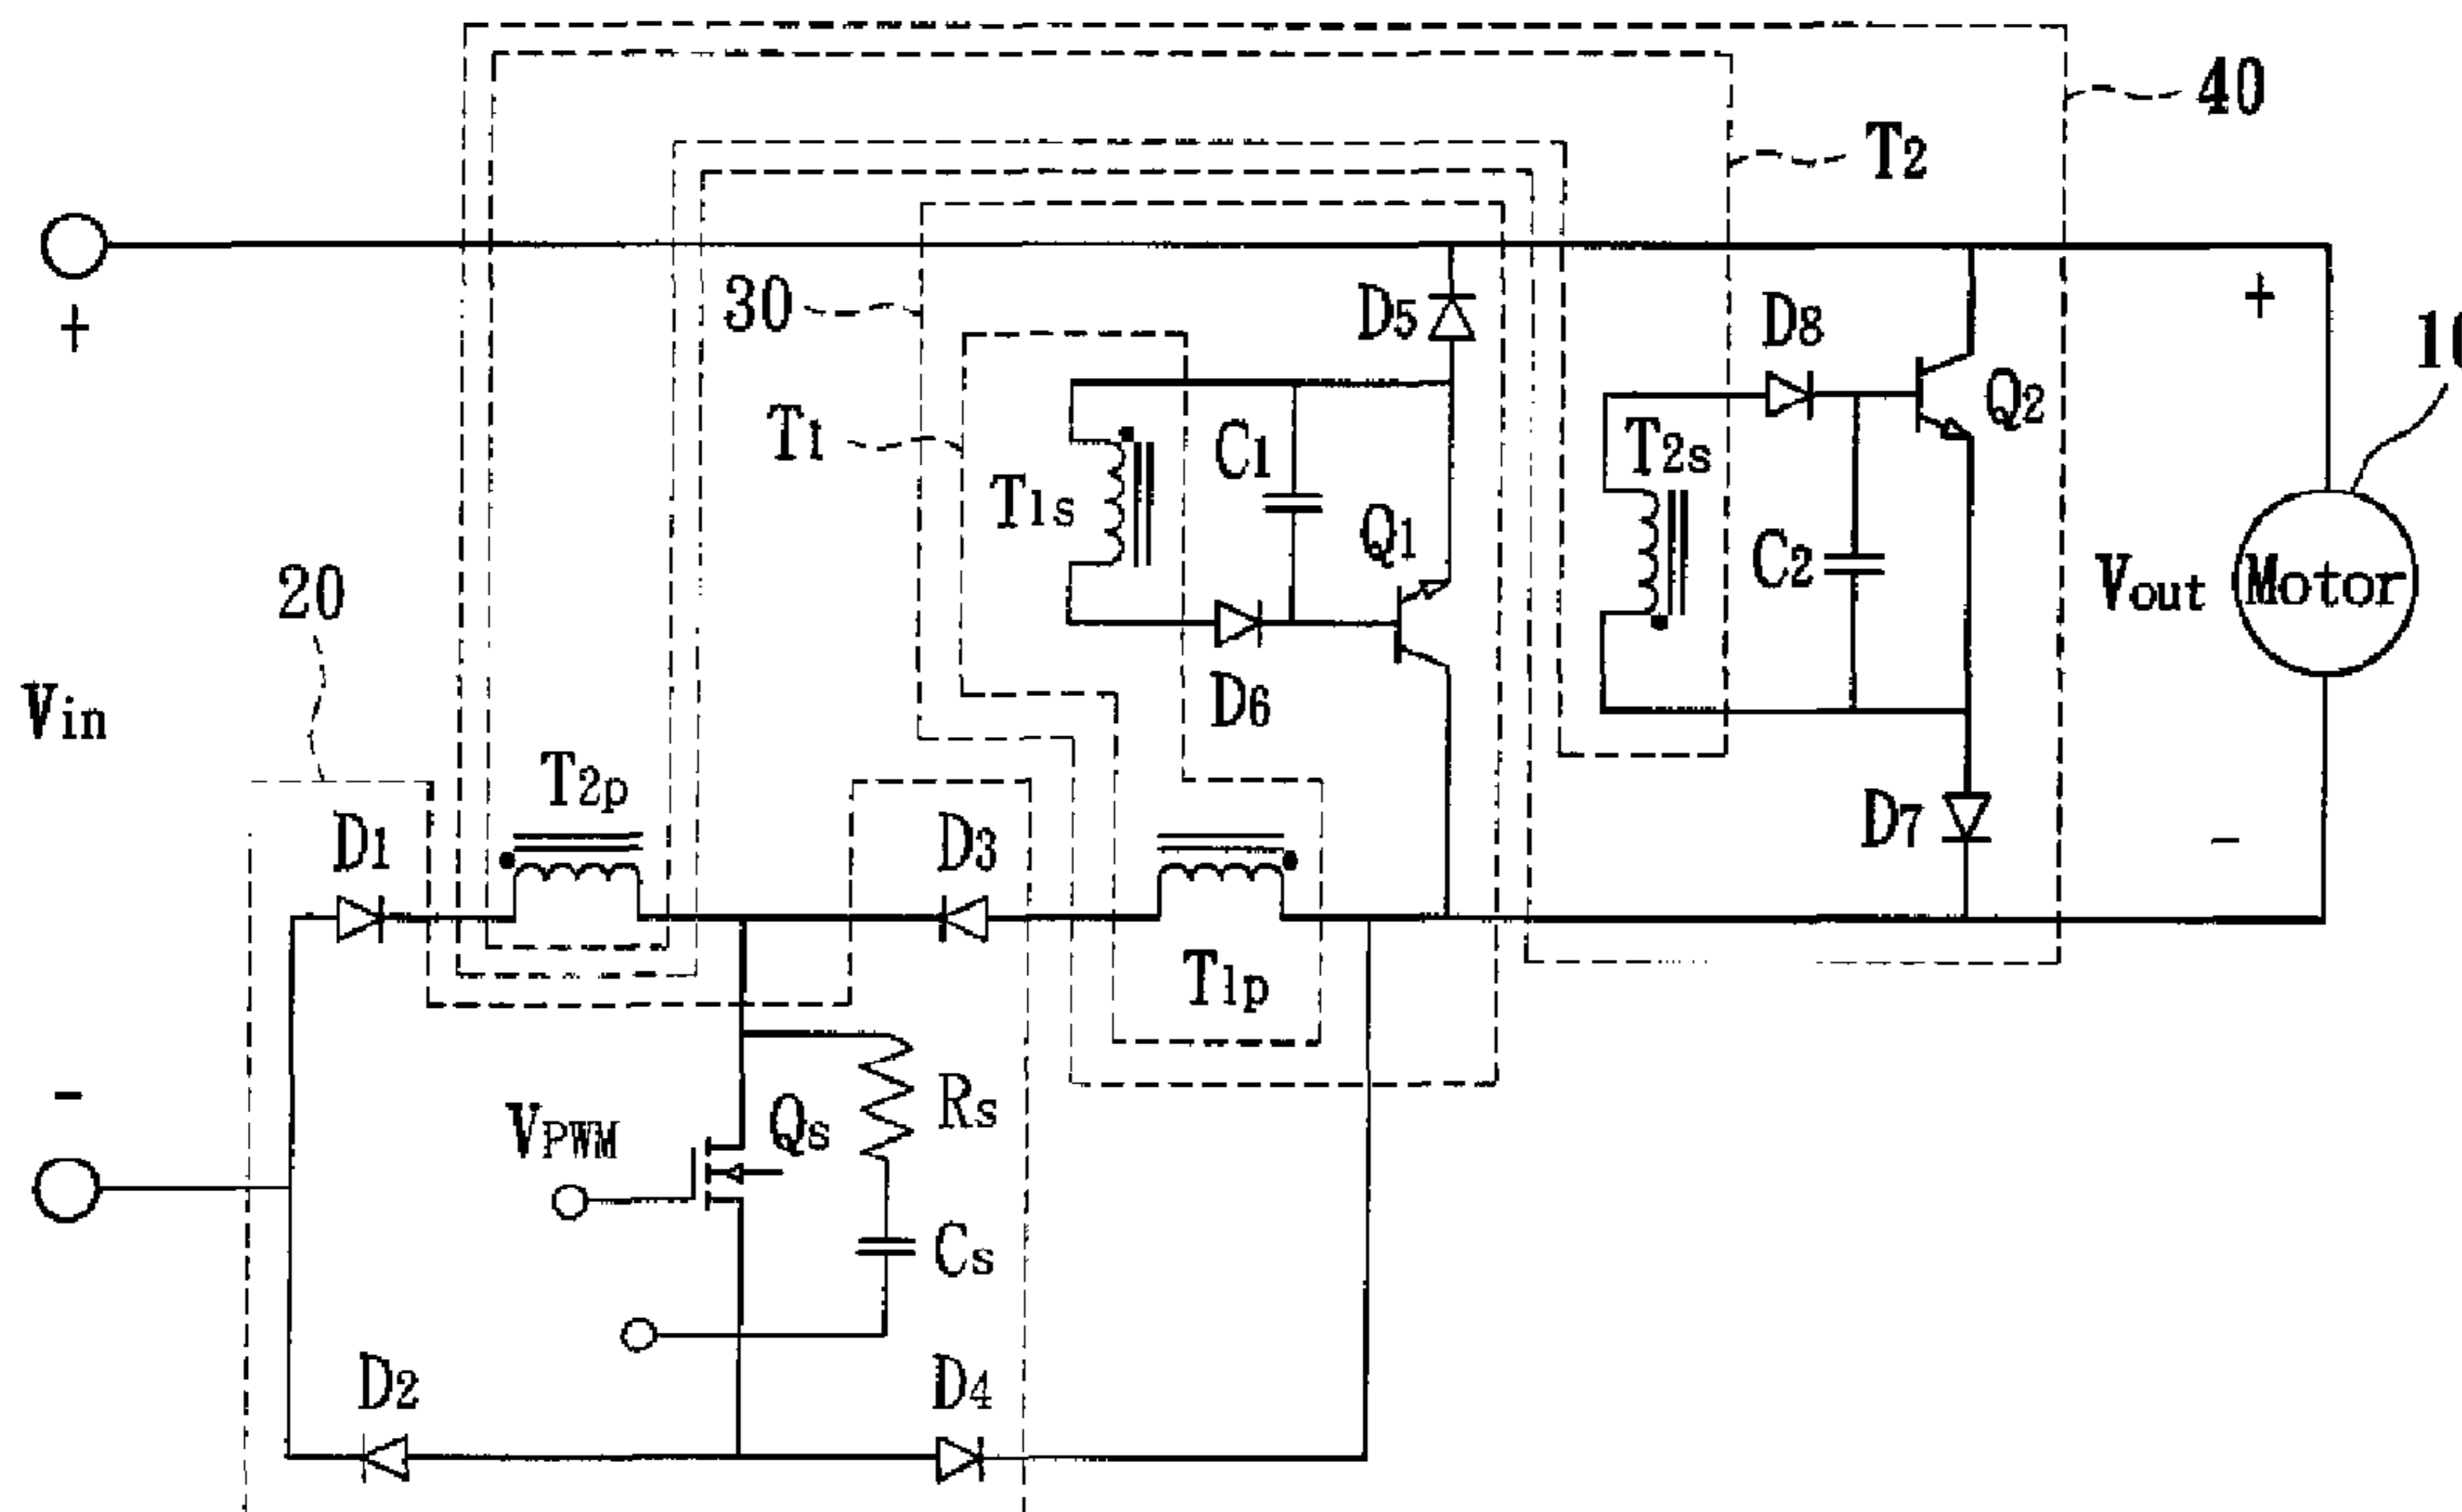 40
T2
+
30
D5
D8
+
10
T1
C1
Q2
T2s
T1s
Q1
C2
Vout
Motor
20
D6
Vin
T2p
D1
D3
D7
-
T1p
-
VPWM
Qs
Rs
Cs
D2
D4